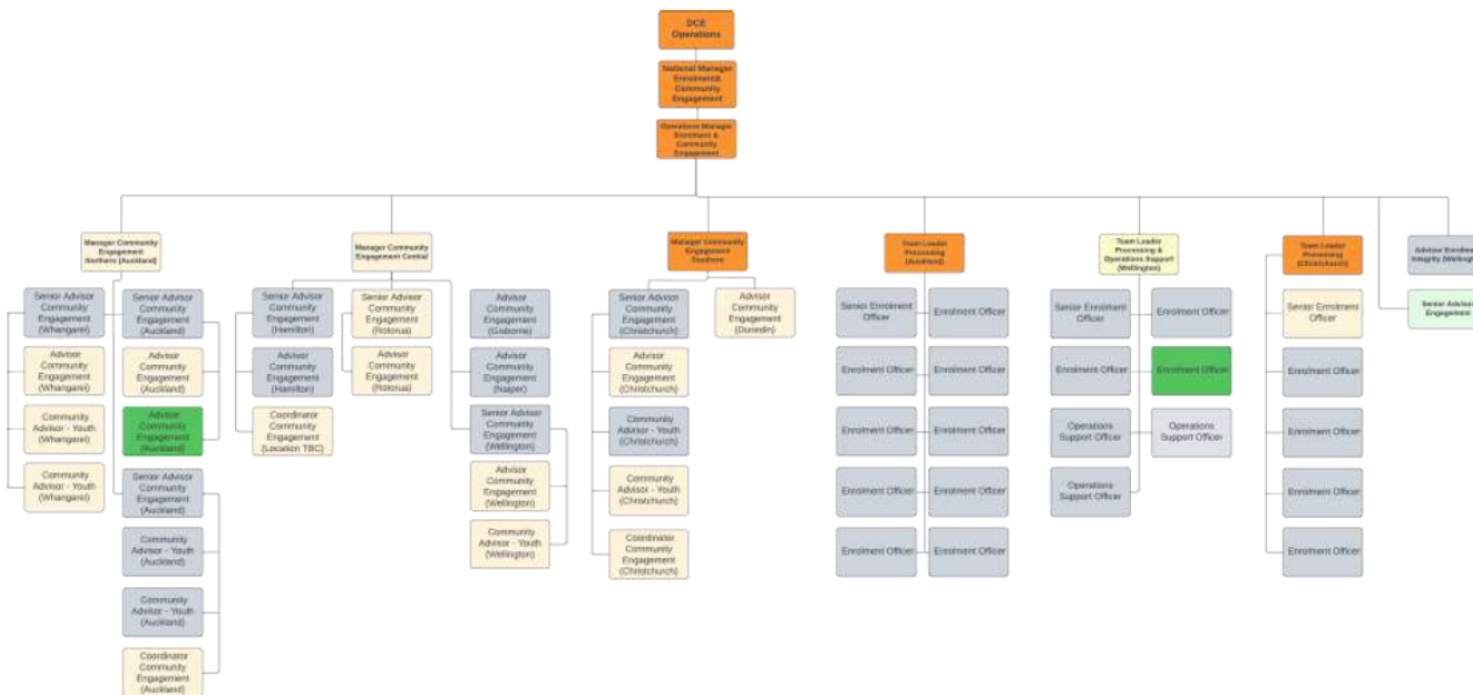 DCE
Operations
National Manager
Enrolment&
Community
Engagement
Operations Manager
Enrolment &
Community
Engagement
Manager Community
Engagement
Northern (Auckland)
Senior Advisor
Community
Engagement
(Whangarei)
Advisor
Community
Engagement
(Whangarei)
Community
Advisor - Youth
(Whangarei)
Community
Advisor - Youth
(Whangarei)
Senior Advisor
Community
Engagement
(Auckland)
Advisor
Community
Engagement
(Auckland)
Advisor
Community
Engagement
(Auckland)
Senior Advisor
Community
Engagement
(Auckland)
Community
Advisor - Youth
(Auckland)
Community
Advisor - Youth
(Auckland)
Coordinator
Community
Engagement
(Auckland)
Manager Community
Engagement Central
Senior Advisor
Community
Engagement
(Hamilton)
Advisor
Community
Engagement
(Hamilton)
Coordinator
Community
Engagement
(Location TBC)
Senior Advisor
Community
Engagement
(Rotorua)
Advisor
Community
Engagement
(Rotorua)
Advisor
Community
Engagement
(Gisborne)
Advisor
Community
Engagement
(Napier)
Senior Advisor
Community
Engagement
(Wellington)
Advisor
Community
Engagement
(Wellington)
Community
Advisor - Youth
(Wellington)
Manager Community
Engagement
Southern
Senior Advisor
Community
Engagement
(Christchurch)
Advisor
Community
Engagement
(Christchurch)
Community
Advisor - Youth
(Christchurch)
Community
Advisor - Youth
(Christchurch)
Coordinator
Community
Engagement
(Christchurch)
Advisor
Community
Engagement
(Dunedin)
Team Leader
Processing
(Auckland)
Senior Enrolment
Officer
Enrolment Officer
Enrolment Officer
Enrolment Officer
Enrolment Officer
Enrolment Officer
Enrolment Officer
Enrolment Officer
Enrolment Officer
Enrolment Officer
Team Leader
Processing &
Operations Support
(Wellington)
Senior Enrolment
Officer
Enrolment Officer
Enrolment Officer
Enrolment Officer
Operations
Support Officer
Operations
Support Officer
Operations
Support Officer
Team Leader
Processing
(Christchurch)
Senior Enrolment
Officer
Enrolment Officer
Enrolment Officer
Enrolment Officer
Enrolment Officer
Advisor Enrolme
Integrity (Wellingt
Senior Advisor
Engagement